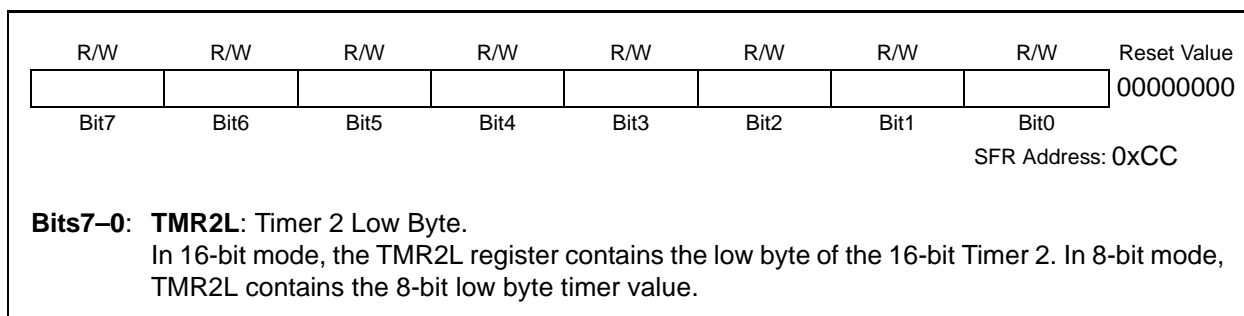 R/W R/W R/W R/W R/W R/W R/W R/W Reset Value
00000000
Bit7 Bit6 Bit5 Bit4 Bit3 Bit2 Bit1 Bit0
SFR Address: 0xCC
Bits7–0: TMR2L: Timer 2 Low Byte.
In 16-bit mode, the TMR2L register contains the low byte of the 16-bit Timer 2. In 8-bit mode,
TMR2L contains the 8-bit low byte timer value.